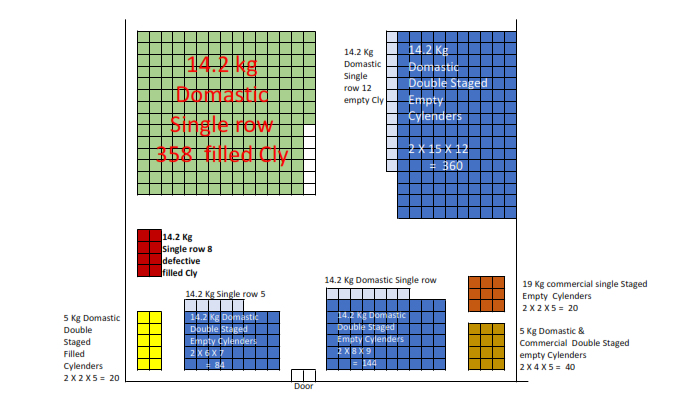 14.2 kg
Domastic
Single row
358 filled Cly
14.2 Kg
Domastic
Single
row 12
empty Cly
14.2 Kg
Domastic
Double Staged
Empty
Cylenders
2 X 15 X 12
= 360
14.2 Kg
Single row 8
defective
filled Cly
14.2 Kg Single row 5
14.2 Kg Domastic
Double Staged
Empty Cylenders
2 X 6 X 7
= 84
14.2 Kg Domastic Single row
14.2 Kg Domastic
Double Staged
Empty Cylenders
2 X 8 X 9
= 144
19 Kg commercial single Staged
Empty Cylenders
2 X 2 X 5 = 20
5 Kg Domastic &
Commercial Double Staged
empty Cylenders
2 X 4 X 5 = 40
5 Kg Domastic
Double
Staged
Filled
Cylenders
2 X 2 X 5 = 20
Door